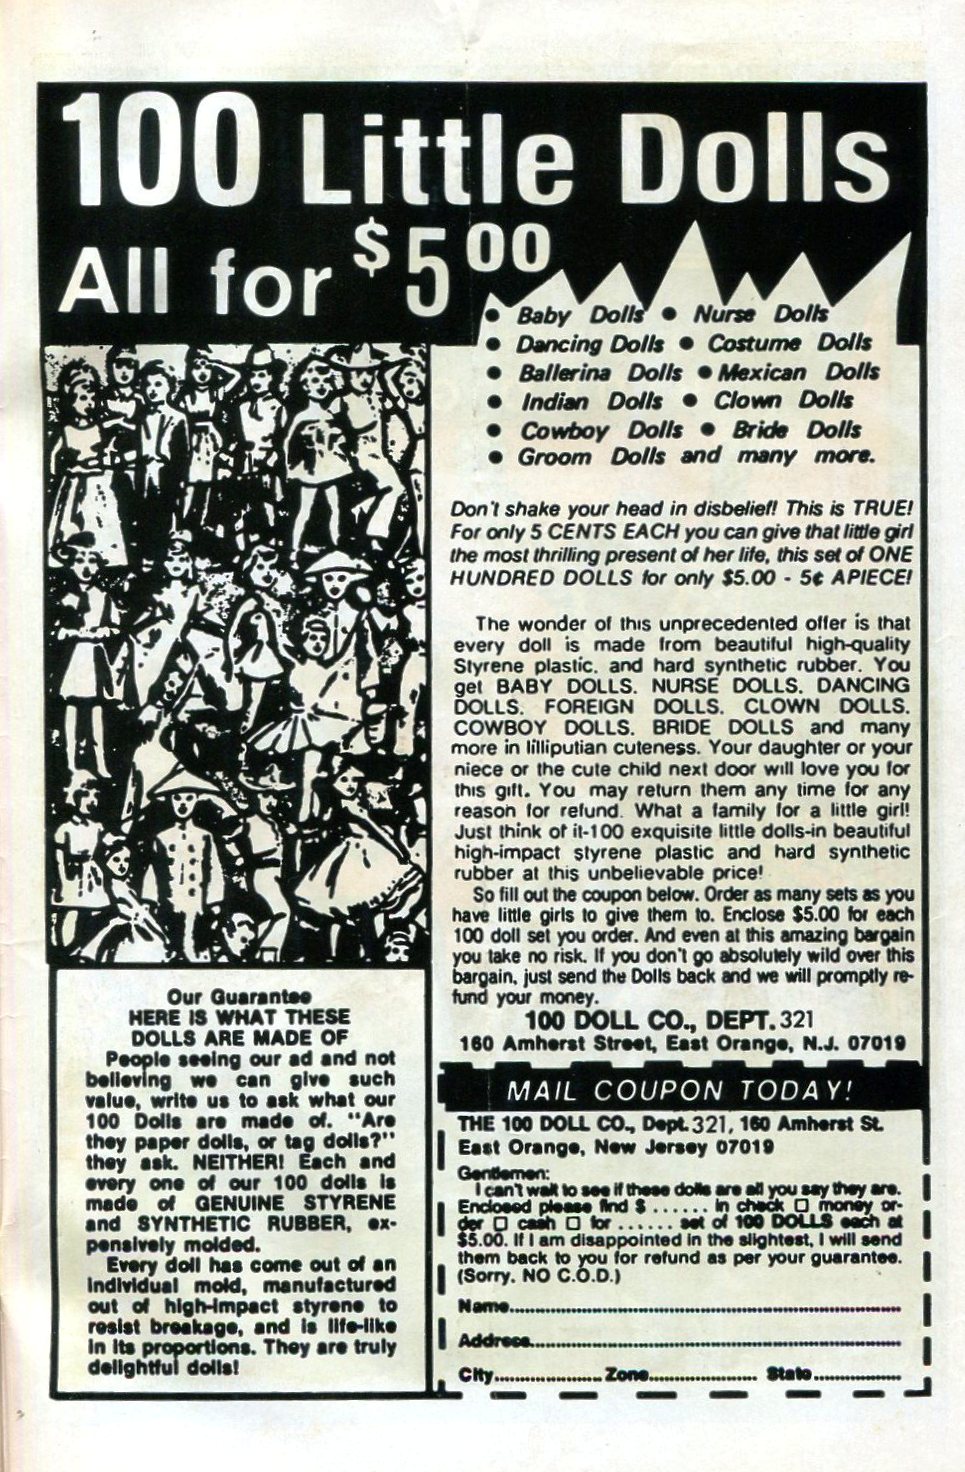 100 Little Dolls
All for $5.00
• Baby Dolls • Nurse Dolls
• Dancing Dolls • Costume Dolls
• Ballerina Dolls • Mexican Dolls
• Indian Dolls • Clown Dolls
• Cowboy Dolls • Bride Dolls
• Groom Dolls and many more.
Don't shake your head in disbelief! This is TRUE!
For only 5 CENTS EACH you can give that little girl
the most thrilling present of her life, this set of ONE
HUNDRED DOLLS for only $5.00 - 5¢ APIECE!
The wonder of this unprecedented offer is that
every doll is made from beautiful high-quality
Styrene plastic. and hard synthetic rubber. You
get BABY DOLLS. NURSE DOLLS. DANCING
DOLLS. FOREIGN DOLLS. CLOWN DOLLS.
COWBOY DOLLS. BRIDE DOLLS and many
more in lilliputian cuteness. Your daughter or your
niece or the cute child next door will love you for
this gift. You may return them any time for any
reason for refund. What a family for a little girl!
Just think of it-100 exquisite little dolls-in beautiful
high-impact styrene plastic and hard synthetic
rubber at this unbelievable price!
So fill out the coupon below. Order as many sets as you
have little girls to give them to. Enclose $5.00 for each
100 doll set you order. And even at this amazing bargain
you take no risk. If you don't go absolutely wild over this
bargain, just send the Dolls back and we will promptly re-
fund your money.
100 DOLL CO., DEPT. 321
160 Amherst Street, East Orange, N.J. 07019
Our Guarantee
HERE IS WHAT THESE
DOLLS ARE MADE OF
People seeing our ad and not
believing we can give such
value, write us to ask what our
100 Dolls are made of. "Are
they paper dolls, or tag dolls?"
they ask. NEITHER! Each and
every one of our 100 dolls is
made of GENUINE STYRENE
and SYNTHETIC RUBBER, ex-
pensively molded.
Every doll has come out of an
individual mold, manufactured
out of high-impact styrene to
resist breakage, and is life-like
in its proportions. They are truly
delightful dolls!
MAIL COUPON TODAY!
THE 100 DOLL CO., Dept. 321, 160 Amherst St.
East Orange, New Jersey 07019
Gentlemen:
I can't wait to see if these dolls are all you say they are.
Enclosed please find $ ...... in check □ money or-
der □ cash □ for ...... set of 100 DOLLS each at
$5.00. If I am disappointed in the slightest, I will send
them back to you for refund as per your guarantee.
(Sorry. NO C.O.D.)
Name..........
Address..........
City.......... Zone.......... State..........